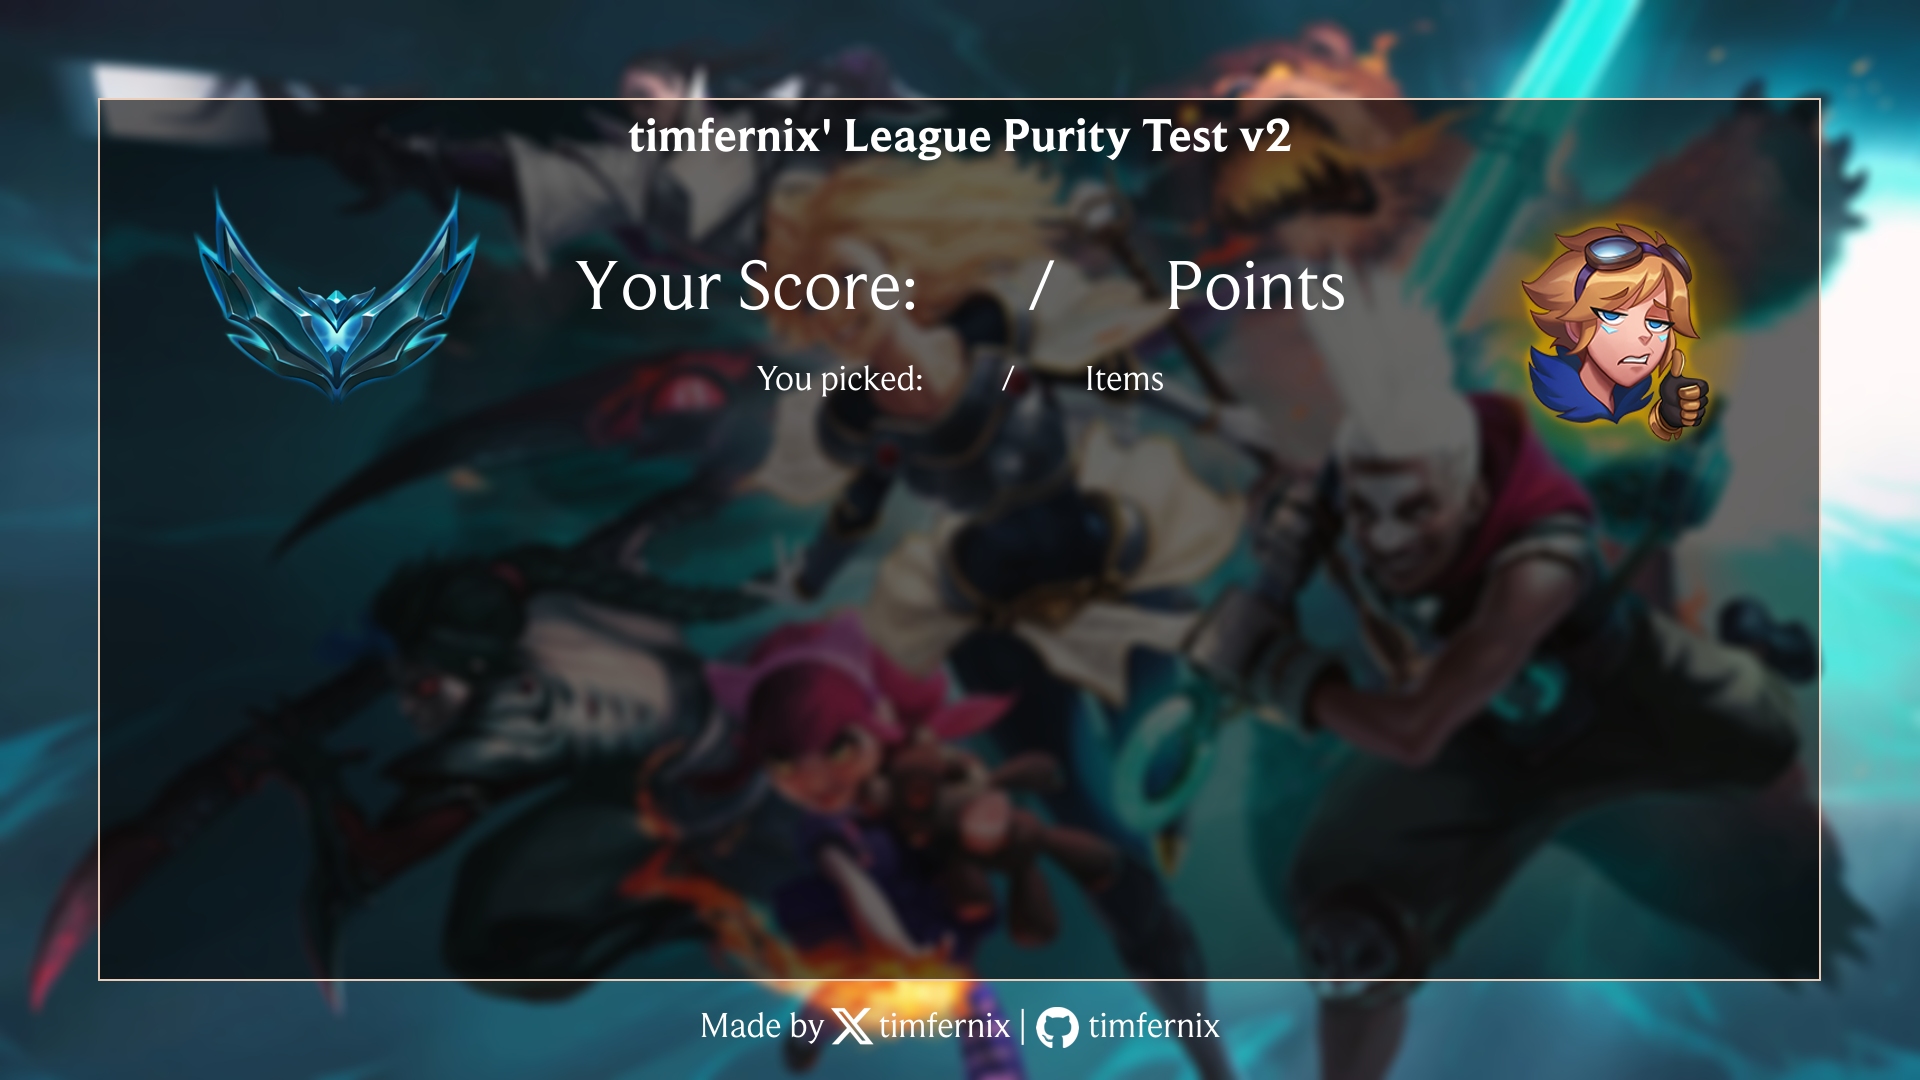 timfernix' League Purity Test v2
Your Score: / Points
You picked: / Items
Made by timfernix | timfernix